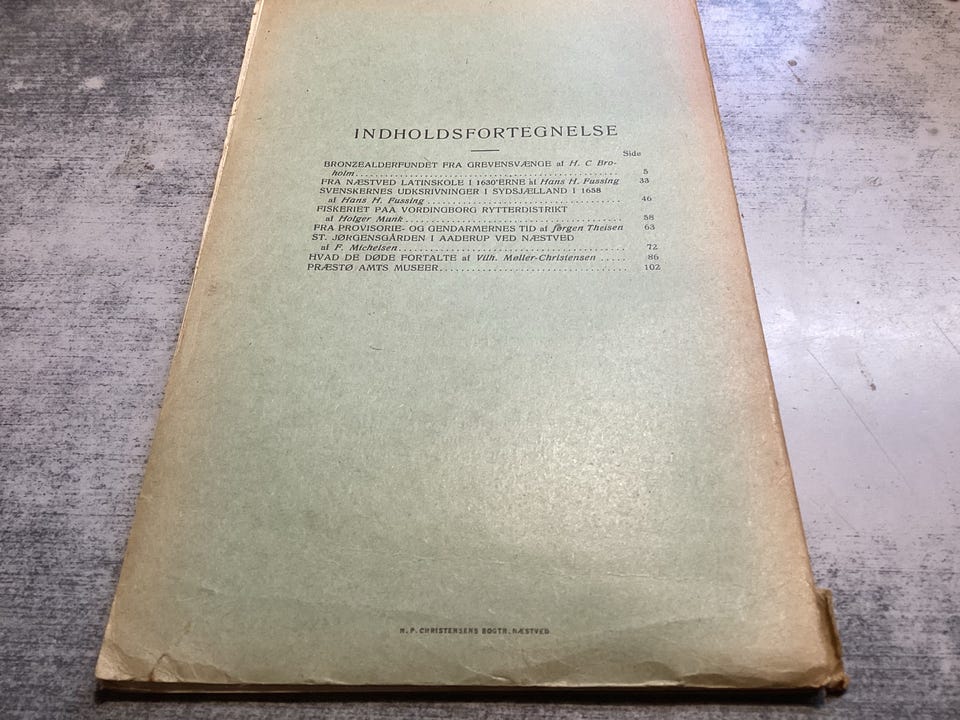 INDHOLDSFORTEGNELSE
Side
BRONZEALDERFUNDET FRA GREVENSVÆNGE af H. C Bro-
holm........................................................ 5
FRA NÆSTVED LATINSKOLE I 1630'ERNE af Hans H. Fussing 33
SVENSKERNES UDKSRIVNINGER I SYDSJÆLLAND I 1658
af Hans H. Fussing........................................ 46
FISKERIET PAA VORDINGBORG RYTTERDISTRIKT
af Holger Munk............................................ 58
FRA PROVISORIE- OG GENDARMERNES TID af Jørgen Theisen 63
ST. JØRGENSGÅRDEN I AADERUP VED NÆSTVED
af F. Michelsen............................................ 72
HVAD DE DØDE FORTALTE af Vilh. Møller-Christensen ..... 86
PRÆSTØ AMTS MUSEER................................... 102
N. P. CHRISTENSENS BOGTR. NÆSTVED